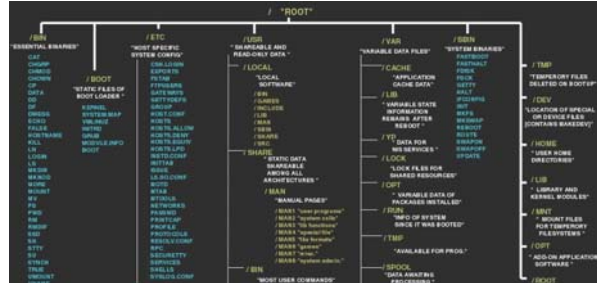 / "ROOT"
/BIN
"ESSENTIAL BINARIES"
CAT
CHGRP
CHMOD
CHOWN
CP
DATA
DD
DF
DMESG
ECHO
FALSE
HOSTNAME
KILL
LN
LOGIN
LS
MKDIR
MKNOD
MORE
MOUNT
MV
PS
PWD
RM
RMDIR
SED
SH
STTY
SU
SYNCH
TRUE
UMOUNT
/ BOOT
"STATIC FILES OF
BOOT LOADER "
KERNEL
SYSTEM.MAP
VMLINUZ
INITRD
GRUB
MODULE.INFO
BOOT
/ ETC
"HOST SPECIFIC
SYSTEM CONFIG"
CSH.LOGIN
EXPORTS
FSTAB
FTPUSERS
GATEWAYS
GETTYDEFS
GROUP
HOST.CONF
HOSTS
HOSTS.ALLOW
HOSTS.DENY
HOSTS.EQUIV
HOSTS.LPD
INETD.CONF
INITTAB
ISSUE
LS.SO.CONF
MOTD
MTAB
MTOOLS
NETWORKS
PASSWD
PRINTCAP
PROFILE
PROTOCOLS
RESOLV.CONF
RPC
SECURETTY
SERVICES
SHELLS
SYSLOG.CONF
/ USR
"SHAREABLE AND
READ-ONLY DATA "
/ LOCAL
"LOCAL
SOFTWARE"
/ BIN
/ GAMES
/ INCLUDE
/ LIB
/ MAN
/ SBIN
/ SHARE
/ SRC
/ SHARE
" STATIC DATA
SHAREABLE
AMONG ALL
ARCHITECTURES "
/ MAN
"MANUAL PAGES"
/ MAN1 "user programs"
/ MAN2 "system calls"
/ MAN3 "lib functions"
/ MAN4 "special file"
/ MAN5 "file formats"
/ MAN6 "games"
/ MAN7 "misc."
/ MAN8 "system admin."
/ BIN
"MOST USER COMMANDS"
/ VAR
"VARIABLE DATA FILES"
/ CACHE
"APPLICATION
CACHE DATA"
/ LIB
" VARIABLE STATE
INFORMATION
REMAINS AFTER
REBOOT "
/ YP
"DATA FOR
NIS SERVICES "
/ LOCK
"LOCK FILES FOR
SHARED RESOURCES"
/ OPT
" VARIABLE DATA OF
PACKAGES INSTALLED"
/ RUN
"INFO OF SYSTEM
SINCE IT WAS BOOTED"
/ TMP
"AVAILABLE FOR PROG."
/ SPOOL
"DATA AWAITING
PROCESSING "
/ SBIN
"SYSTEM BINARIES"
FASTBOOT
FASTHALT
FDISK
FSCK
GETTY
HALT
IFCONFIG
INIT
MKFS
MKSWAP
REBOOT
ROUTE
SWAPON
SWAPOFF
UPDATE
/ TMP
"TEMPERORY FILES
DELETED ON BOOTUP"
/ DEV
"LOCATION OF SPECIAL
OR DEVICE FILES
[CONTAINS MAKEDEV]"
/ HOME
"USER HOME
DIRECTORIES"
/ LIB
" LIBRARY AND
KERNEL MODULES"
/ MNT
" MOUNT FILES
FOR TEMPERORY
FILESYSTEMS "
/ OPT
"ADD-ON APPLICATION
SOFTWARE "
/ ROOT